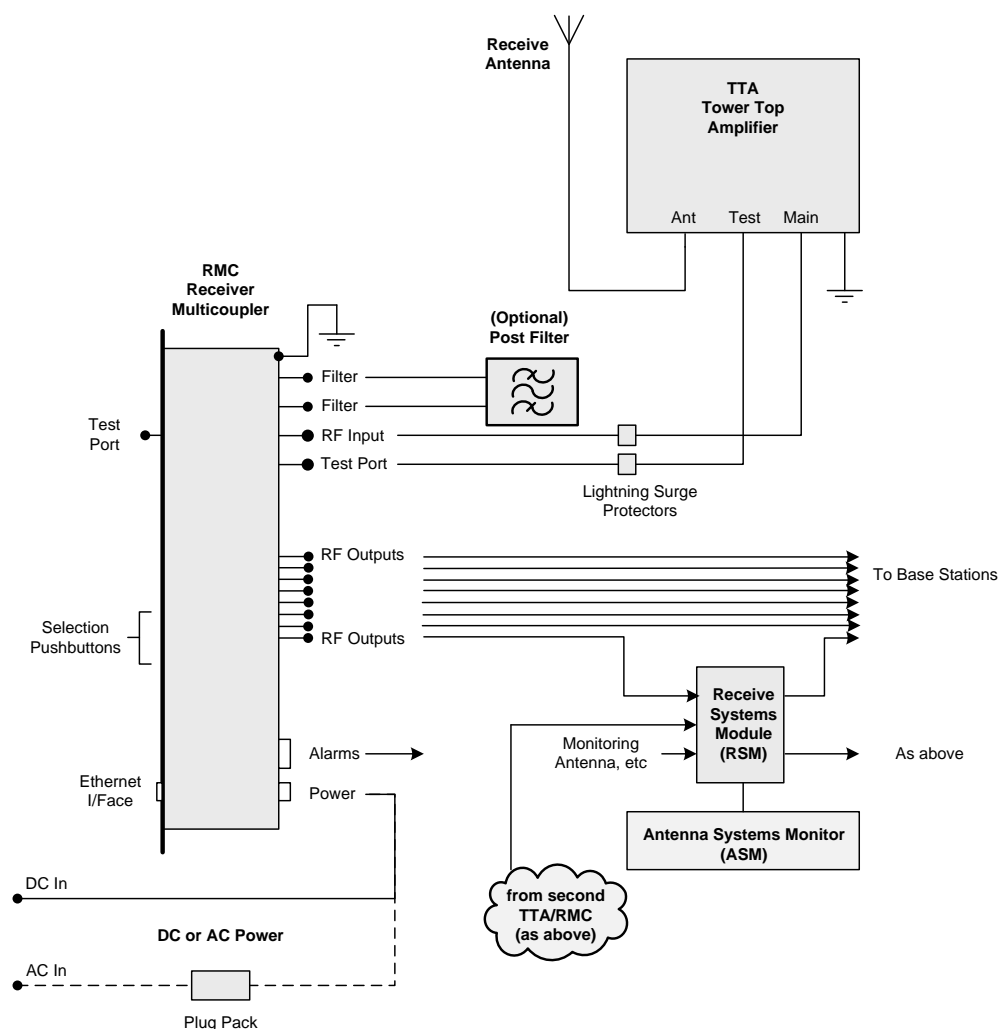 Receive
Antenna
TTA
Tower Top
Amplifier
Ant Test Main
RMC
Receiver
Multicoupler
(Optional)
Post Filter
Filter
Filter
Test
Port
RF Input
Test Port
Lightning Surge
Protectors
RF Outputs
To Base Stations
Selection
Pushbuttons
RF Outputs
Receive
Systems
Module
(RSM)
Monitoring
Antenna, etc
As above
Alarms
Ethernet
I/Face
Power
Antenna Systems Monitor
(ASM)
DC In
from second
TTA/RMC
(as above)
DC or AC Power
AC In
Plug Pack